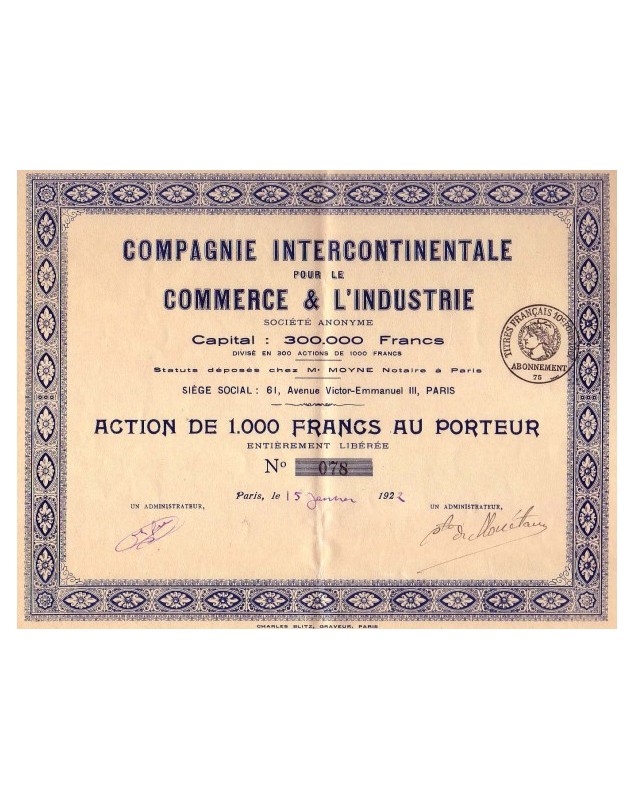 COMPAGNIE INTERCONTINENTALE
POUR LE
COMMERCE & L'INDUSTRIE
SOCIÉTÉ ANONYME
Capital : 300.000 Francs
DIVISÉ EN 300 ACTIONS DE 1000 FRANCS
Statuts déposés chez Mᵉ MOYNE Notaire à Paris
SIÈGE SOCIAL : 61, Avenue Victor-Emmanuel III, PARIS
TITRES FRANÇAIS
ABONNEMENT
75
ACTION DE 1.000 FRANCS AU PORTEUR
ENTIÈREMENT LIBÉRÉE
Nº 078
Paris, le 15 Janvier 1922
UN ADMINISTRATEUR,
UN ADMINISTRATEUR,
CHARLES BLITZ, GRAVEUR, PARIS